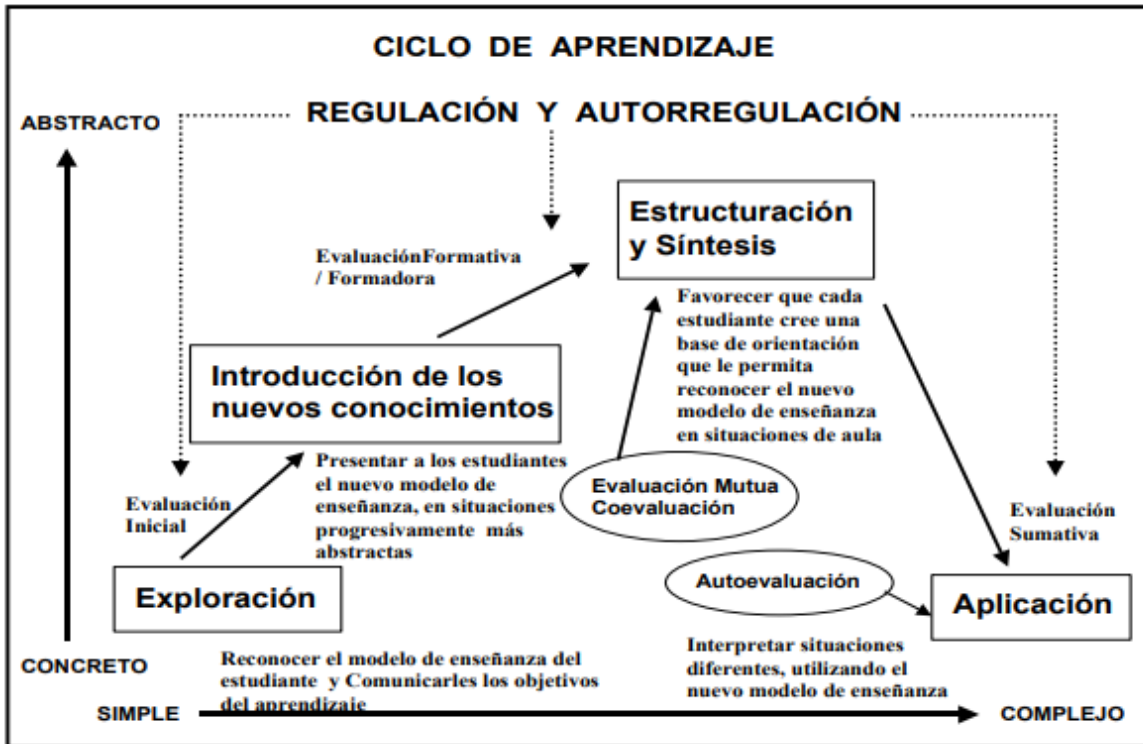 CICLO DE APRENDIZAJE
REGULACIÓN Y AUTORREGULACIÓN
ABSTRACTO
Estructuración
y Síntesis
EvaluaciónFormativa
/ Formadora
Favorecer que cada
estudiante cree una
base de orientación
que le permita
reconocer el nuevo
modelo de enseñanza
en situaciones de aula
Introducción de los
nuevos conocimientos
Presentar a los estudiantes
el nuevo modelo de
enseñanza, en situaciones
progresivamente más
abstractas
Evaluación Mutua
Coevaluación
Evaluación
Inicial
Evaluación
Sumativa
Exploración
Autoevaluación
Aplicación
CONCRETO
Reconocer el modelo de enseñanza del
estudiante y Comunicarles los objetivos
del aprendizaje
Interpretar situaciones
diferentes, utilizando el
nuevo modelo de enseñanza
SIMPLE
COMPLEJO